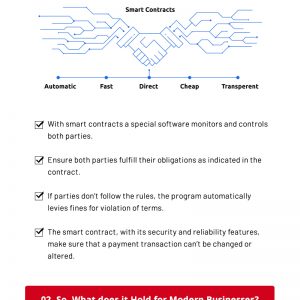 Smart Contracts
Automatic Fast Direct Cheap Transperent
With smart contracts a special software monitors and controls
both parties.
Ensure both parties fulfill their obligations as indicated in the
contract.
If parties don't follow the rules, the program automatically
levies fines for violation of terms.
The smart contract, with its security and reliability features,
make sure that a payment transaction can't be changed or
altered.
02. So, What does it Hold for Modern Businesses?